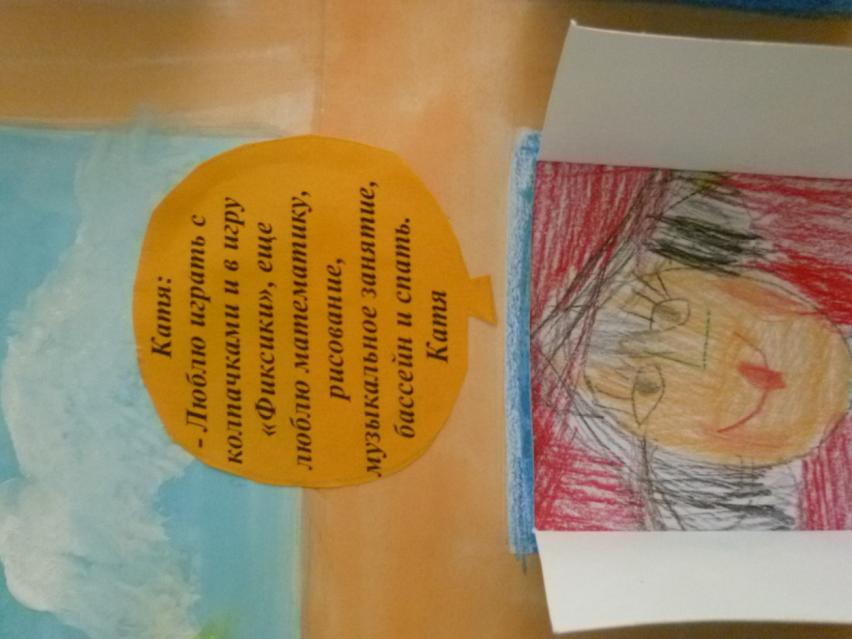 Катя:
- Люблю играть с
колпачками и в игру
«Фиксики», еще
люблю математику,
рисование,
музыкальное занятие,
бассейн и спать.
Катя